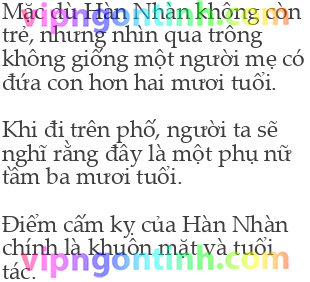 Mặc dù Hàn Nhàn không còn
trẻ, nhưng nhìn qua trông
không giống một người mẹ có
đứa con hơn hai mươi tuổi.
Khi đi trên phố, người ta sẽ
nghĩ rằng đây là một phụ nữ
tầm ba mươi tuổi.
Điểm cấm kỵ của Hàn Nhàn
chính là khuôn mặt và tuổi
tác.
vipngontinh.com
vipngontinh.com